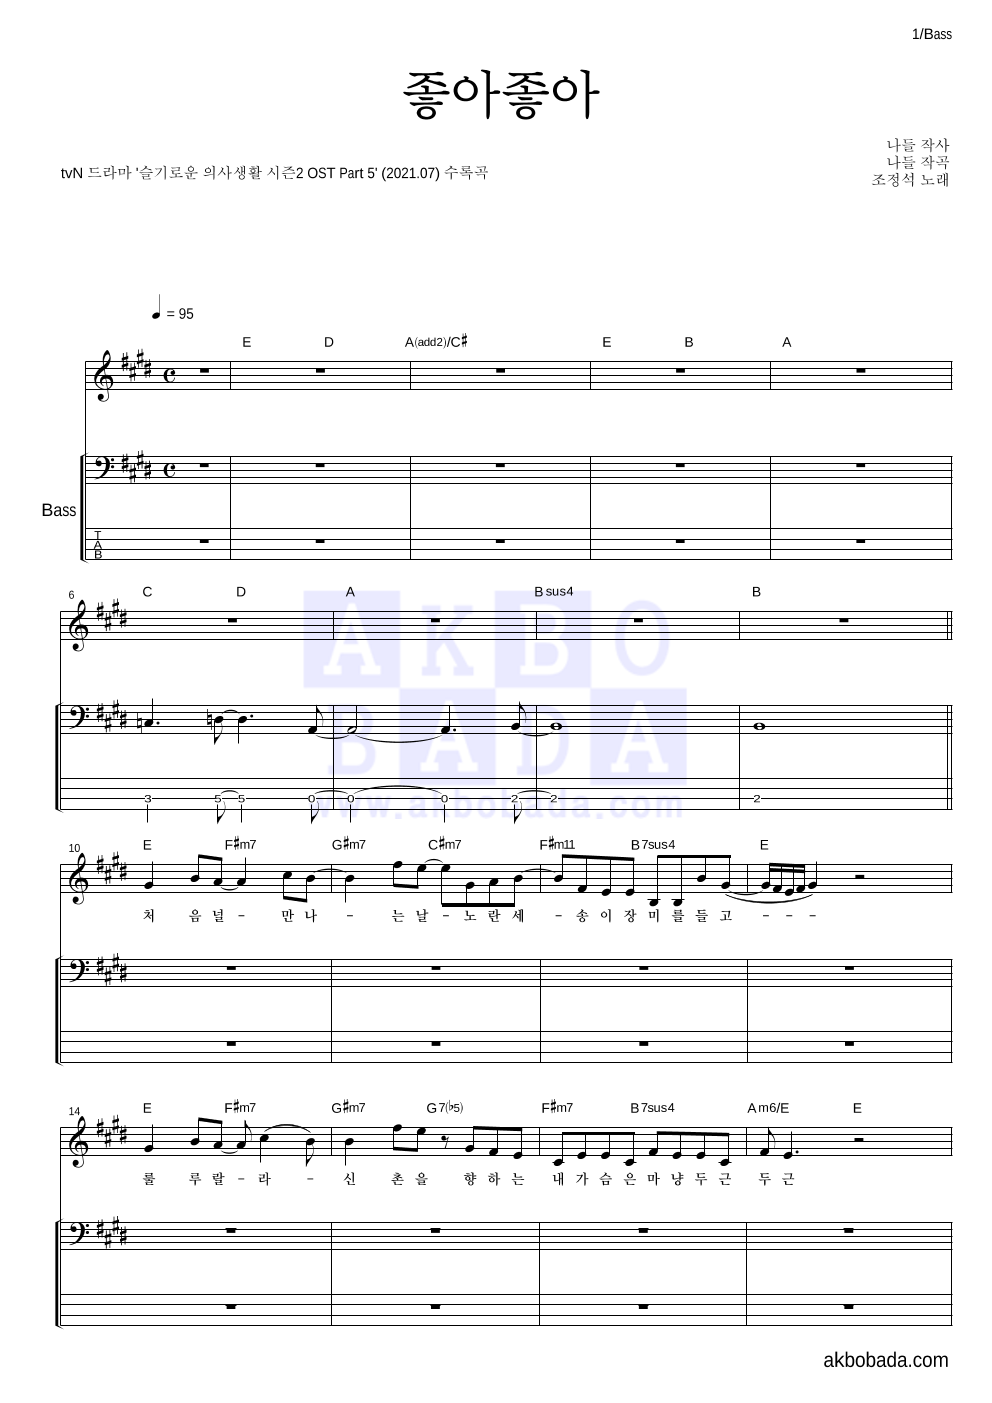 1/Bass
좋아좋아
나들 작사
나들 작곡
조정석 노래
tvN 드라마 '슬기로운 의사생활 시즌2 OST Part 5' (2021.07) 수록곡
= 95
E D A(add2)/C♯ E B A
Bass
T
A
B
6 C D A B sus4 B
AKBO
BADA
3 5 5 0 0 0 2 2 2
www.akbobada.com
10 E F♯m7 G♯m7 C♯m7 F♯m11 B7sus4 E
처 음 널 - 만 나 - 는 날 - 노 란 세 - 송 이 장 미 를 들 고 - - -
14 E F♯m7 G♯m7 G7(♭5) F♯m7 B7sus4 Am6/E E
룰 루 랄 - 라 - 신 촌 을 향 하 는 내 가 슴 은 마 냥 두 근 두 근
akbobada.com